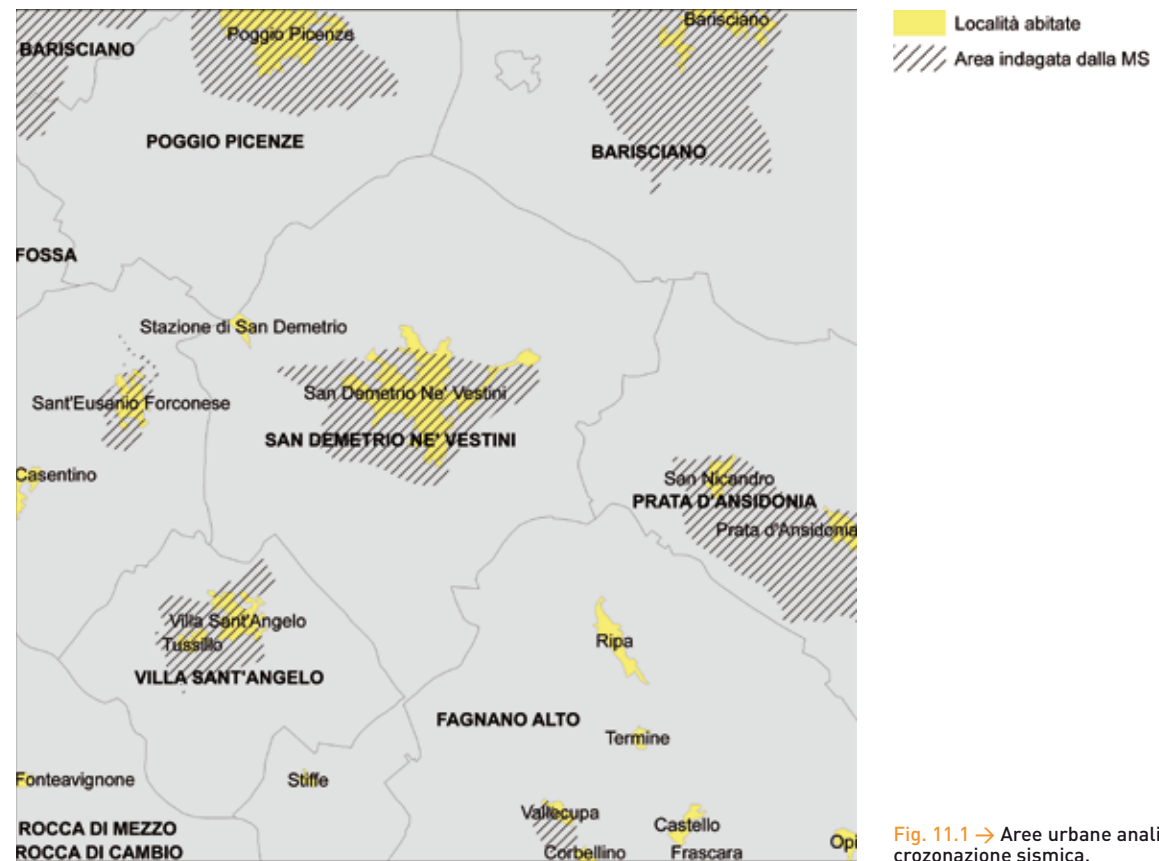 Località abitate
Area indagata dalla MS
Poggio Picenze
Barisciano
BARISCIANO
POGGIO PICENZE
BARISCIANO
FOSSA
Stazione di San Demetrio
San Demetrio Ne' Vestini
Sant'Eusanio Forconese
SAN DEMETRIO NE' VESTINI
Casentino
San Nicandro
PRATA D'ANSIDONIA
Prata d'Ansidonia
Villa Sant'Angelo
Tussillo
Ripa
VILLA SANT'ANGELO
FAGNANO ALTO
Termine
Fonteavignone
Stiffe
Vallecupa
Castello
ROCCA DI MEZZO
Opi
ROCCA DI CAMBIO
Corbellino
Frascara
Fig. 11.1 → Aree urbane anali
crozonazione sismica.